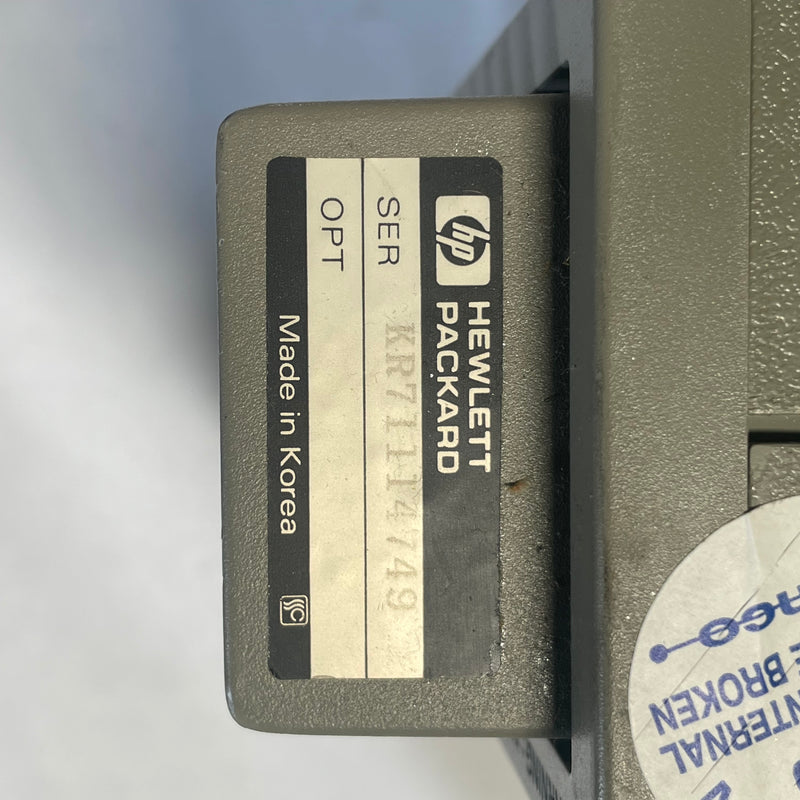 hp HEWLETT
PACKARD
SER KR71114749
OPT
Made in Korea
INTERNAL
BROKEN